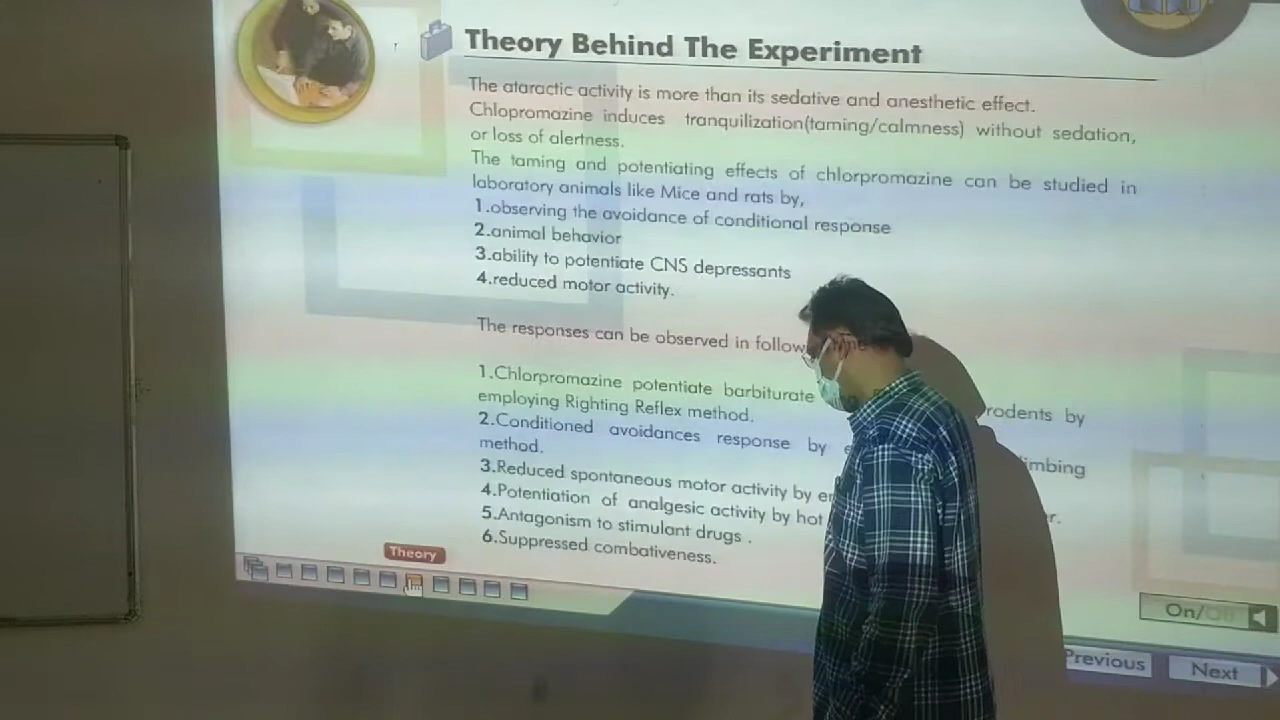 Theory Behind The Experiment
The ataractic activity is more than its sedative and anesthetic effect.
Chlopromazine induces tranquilization(taming/calmness) without sedation,
or loss of alertness.
The taming and potentiating effects of chlorpromazine can be studied in
laboratory animals like Mice and rats by,
1.observing the avoidance of conditional response
2.animal behavior
3.ability to potentiate CNS depressants
4.reduced motor activity.
The responses can be observed in
1.Chlorpromazine potentiate barbiturate rodents by
employing Righting Reflex method.
2.Conditioned avoidances response by
method.
3.Reduced spontaneous motor activity by
4.Potentiation of analgesic activity by hot
5.Antagonism to stimulant drugs .
6.Suppressed combativeness.
Theory
On/Off
Previous
Next